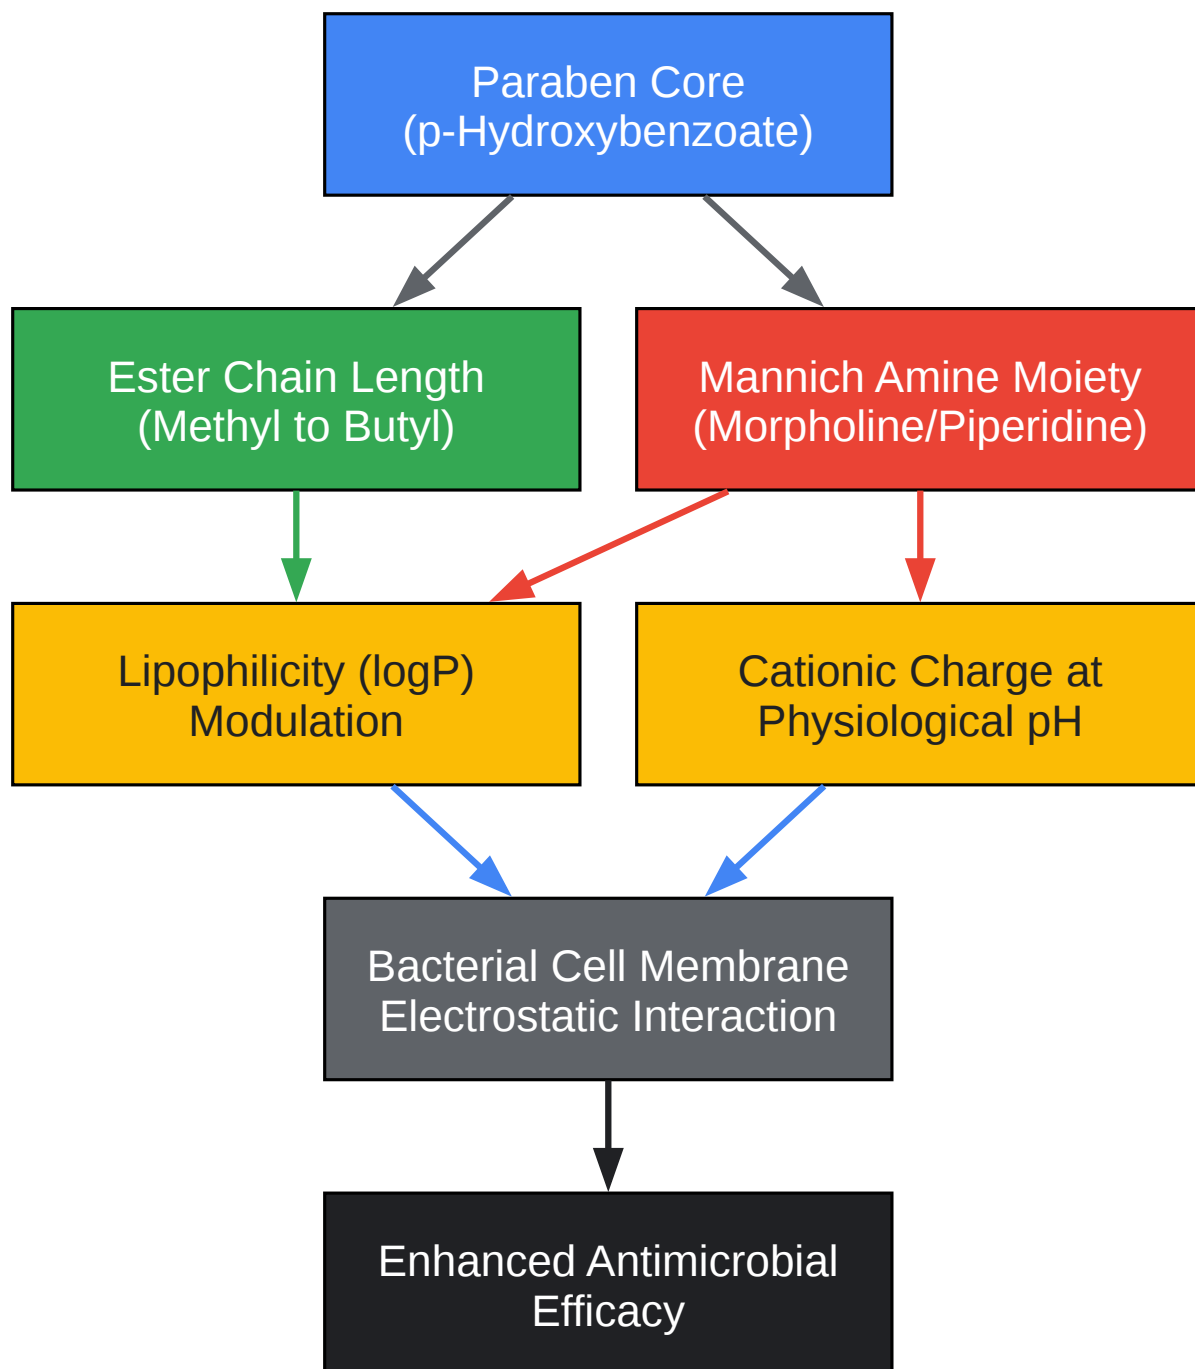 Paraben Core
(p-Hydroxybenzoate)
Ester Chain Length
(Methyl to Butyl)
Mannich Amine Moiety
(Morpholine/Piperidine)
Lipophilicity (logP)
Modulation
Cationic Charge at
Physiological pH
Bacterial Cell Membrane
Electrostatic Interaction
Enhanced Antimicrobial
Efficacy